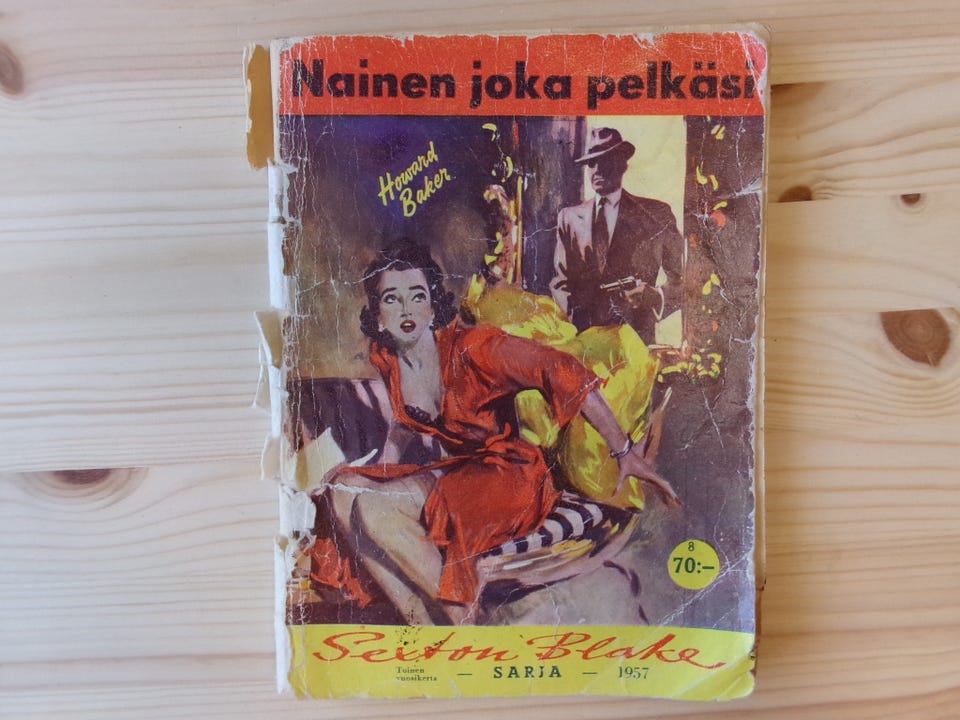 Nainen joka pelkäsi
Howard
Baker
8
70:-
Sexton Blake
Toinen
vuosikerta
— SARJA — 1957